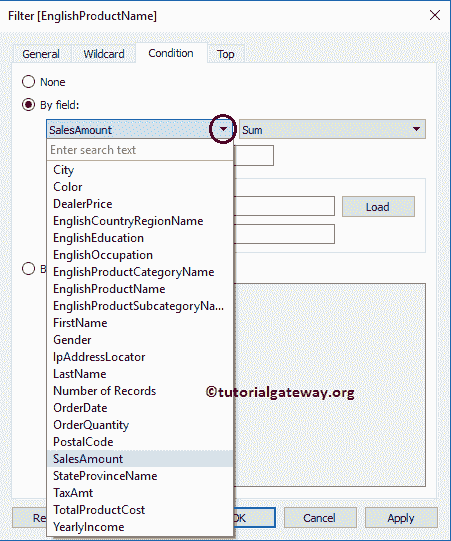 Filter [EnglishProductName]
General Wildcard Condition Top
None
By field:
SalesAmount Sum
Enter search text
City
Color
DealerPrice
EnglishCountryRegionName
Load
EnglishEducation
EnglishOccupation
B
EnglishProductCategoryName
EnglishProductName
EnglishProductSubcategoryNa...
FirstName
Gender
IpAddressLocator
LastName
Number of Records
©tutorialgateway.org
OrderDate
OrderQuantity
PostalCode
SalesAmount
StateProvinceName
TaxAmt
TotalProductCost
Re OK Cancel Apply
YearlyIncome